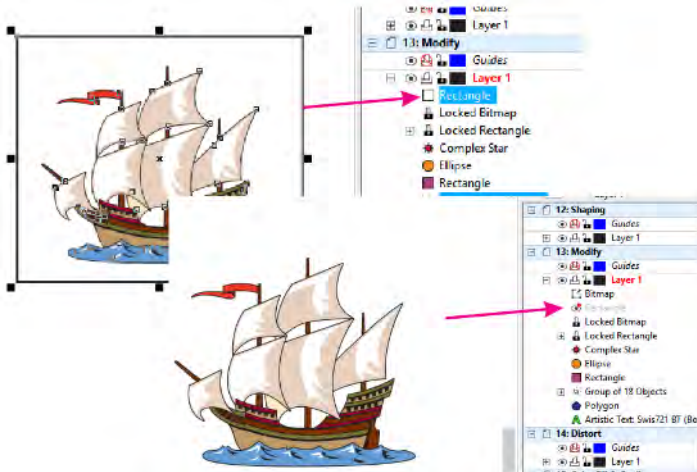 Guides
Layer 1
13: Modify
Guides
Layer 1
Rectangle
Locked Bitmap
Locked Rectangle
Complex Star
Ellipse
Rectangle
12: Shaping
Guides
Layer 1
13: Modify
Guides
Layer 1
Bitmap
Rectangle
Locked Bitmap
Locked Rectangle
Complex Star
Ellipse
Rectangle
Group of 18 Objects
Polygon
Artistic Text: Swis721 BT (Bo
14: Distort
Guides
Layer 1